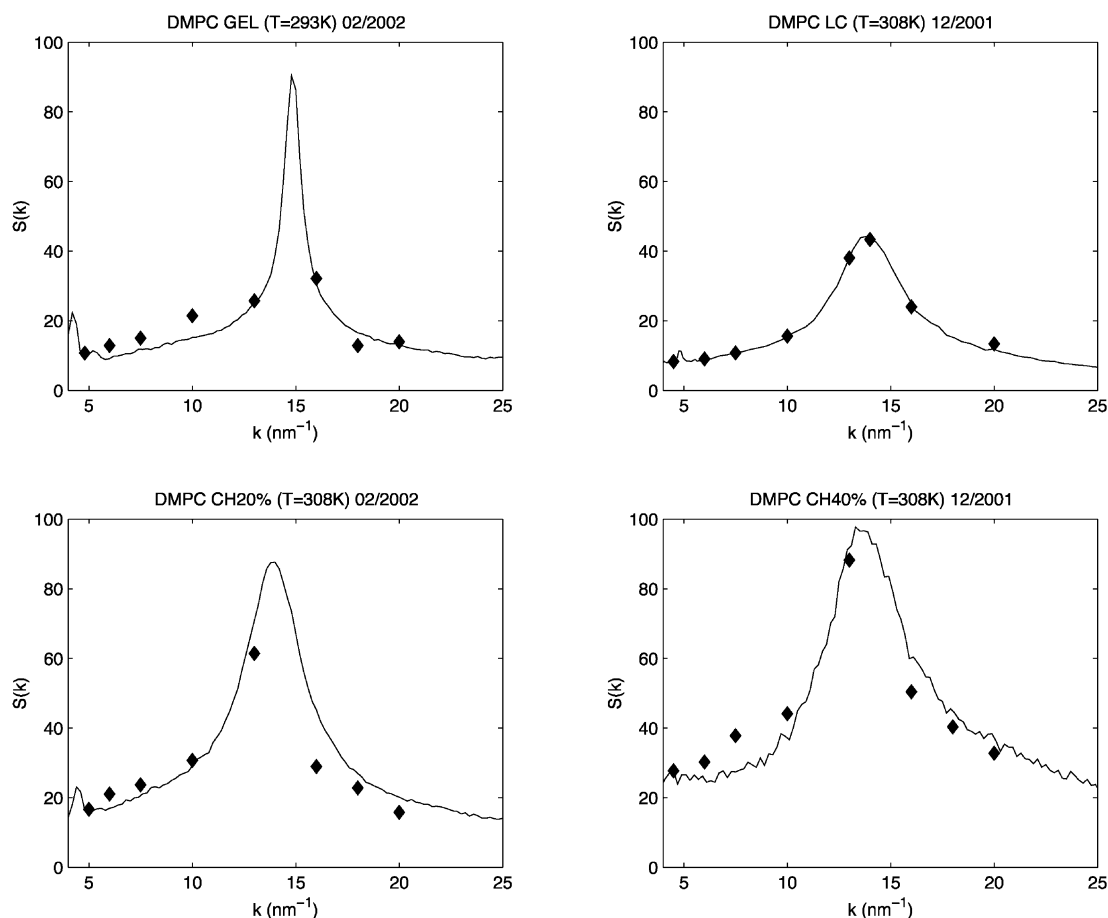 DMPC GEL (T=293K) 02/2002
100
80
60
40
20
0
S(k)
5 10 15 20 25
k (nm⁻¹)
DMPC LC (T=308K) 12/2001
100
80
60
40
20
0
S(k)
5 10 15 20 25
k (nm⁻¹)
DMPC CH20% (T=308K) 02/2002
100
80
60
40
20
0
S(k)
5 10 15 20 25
k (nm⁻¹)
DMPC CH40% (T=308K) 12/2001
100
80
60
40
20
0
S(k)
5 10 15 20 25
k (nm⁻¹)